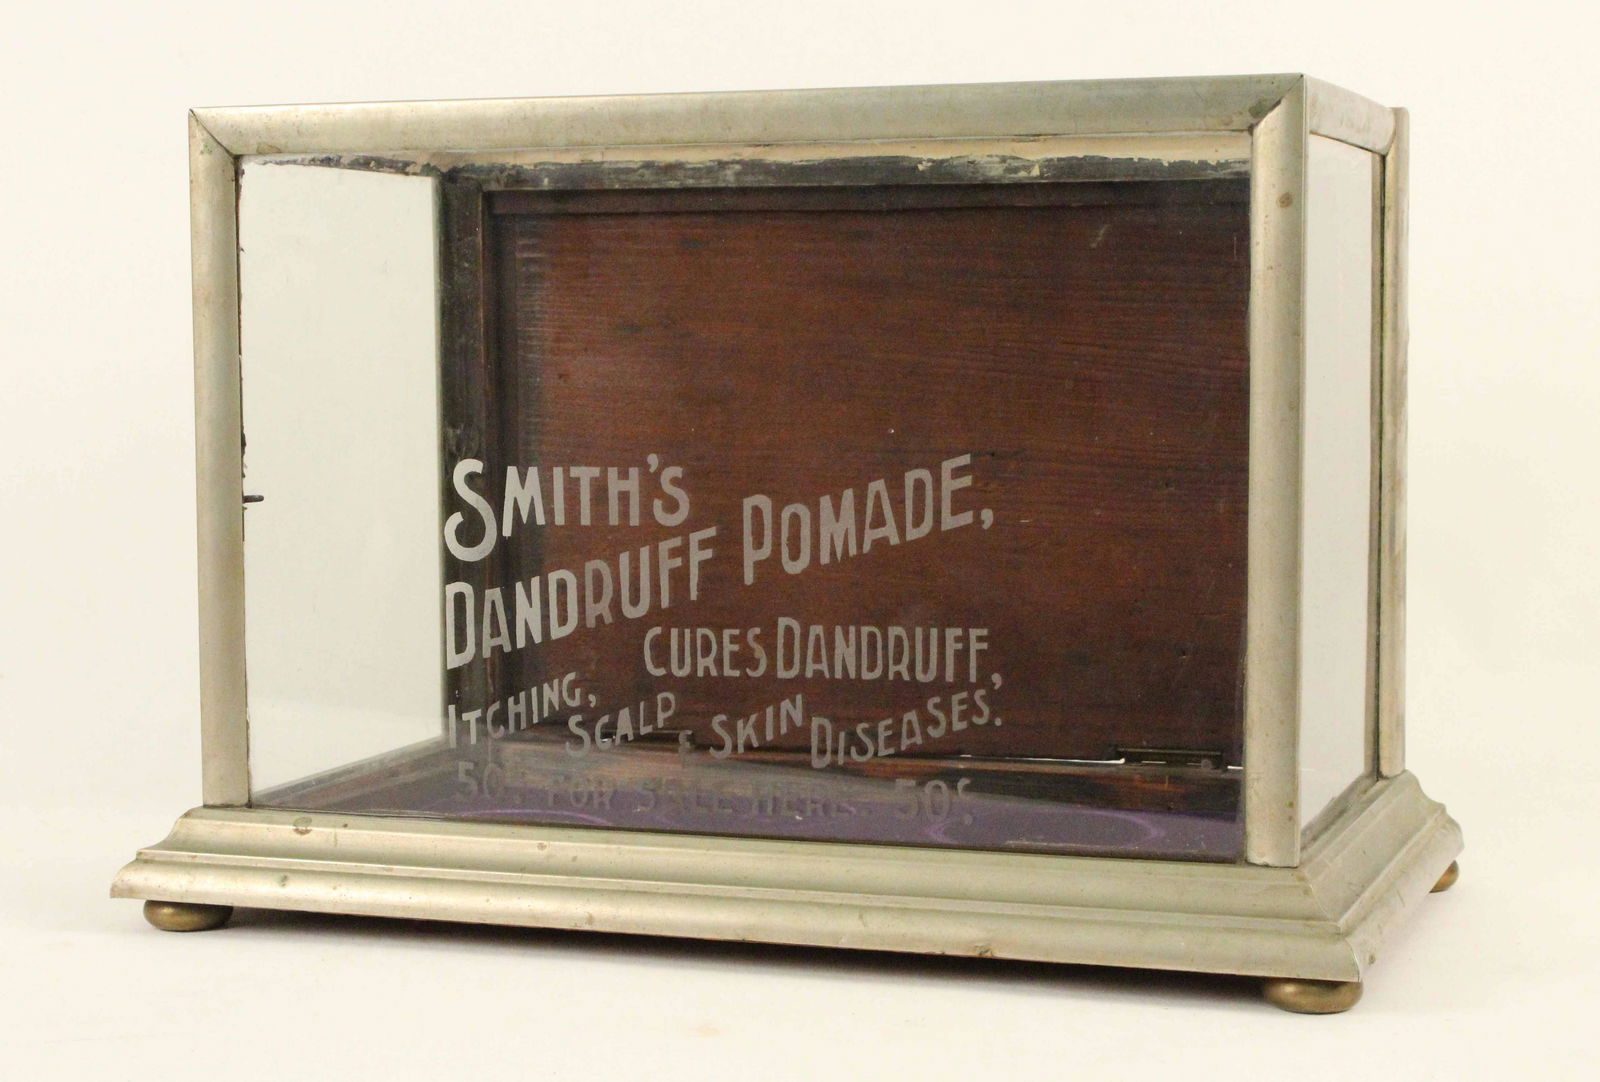 SMITH'S
DANDRUFF POMADE,
CURES DANDRUFF,
ITCHING, SCALP & SKIN DISEASES.
50¢ FOR SALE HERE. 50¢